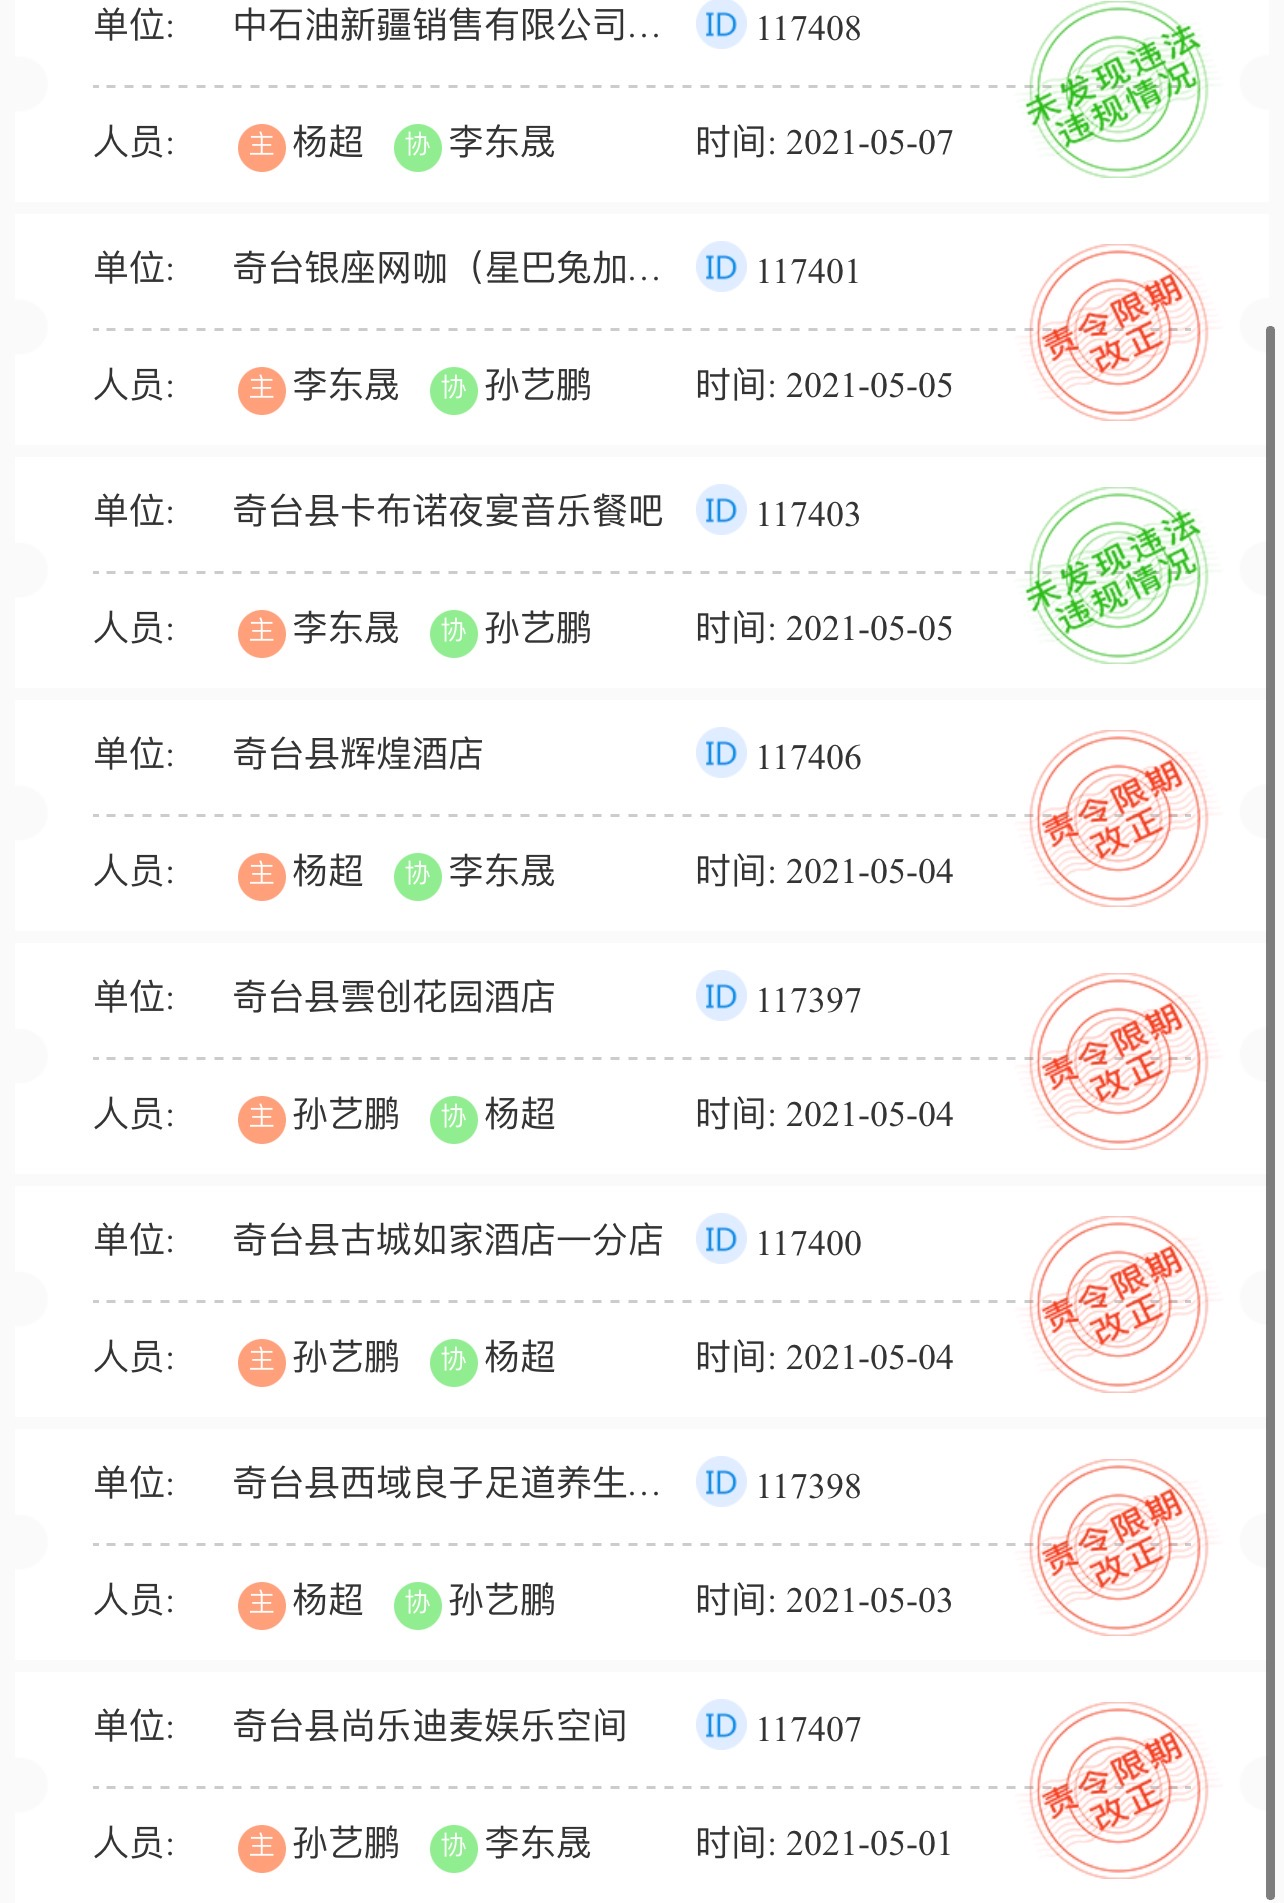 单位: 中石油新疆销售有限公司... ID 117408
未发现违法
违规情况
人员: 主 杨超 协 李东晟 时间: 2021-05-07
单位: 奇台银座网咖（星巴兔加... ID 117401
责令限期
改正
人员: 主 李东晟 协 孙艺鹏 时间: 2021-05-05
单位: 奇台县卡布诺夜宴音乐餐吧 ID 117403
未发现违法
违规情况
人员: 主 李东晟 协 孙艺鹏 时间: 2021-05-05
单位: 奇台县辉煌酒店 ID 117406
责令限期
改正
人员: 主 杨超 协 李东晟 时间: 2021-05-04
单位: 奇台县雲创花园酒店 ID 117397
责令限期
改正
人员: 主 孙艺鹏 协 杨超 时间: 2021-05-04
单位: 奇台县古城如家酒店一分店 ID 117400
责令限期
改正
人员: 主 孙艺鹏 协 杨超 时间: 2021-05-04
单位: 奇台县西域良子足道养生... ID 117398
责令限期
改正
人员: 主 杨超 协 孙艺鹏 时间: 2021-05-03
单位: 奇台县尚乐迪麦娱乐空间 ID 117407
责令限期
改正
人员: 主 孙艺鹏 协 李东晟 时间: 2021-05-01